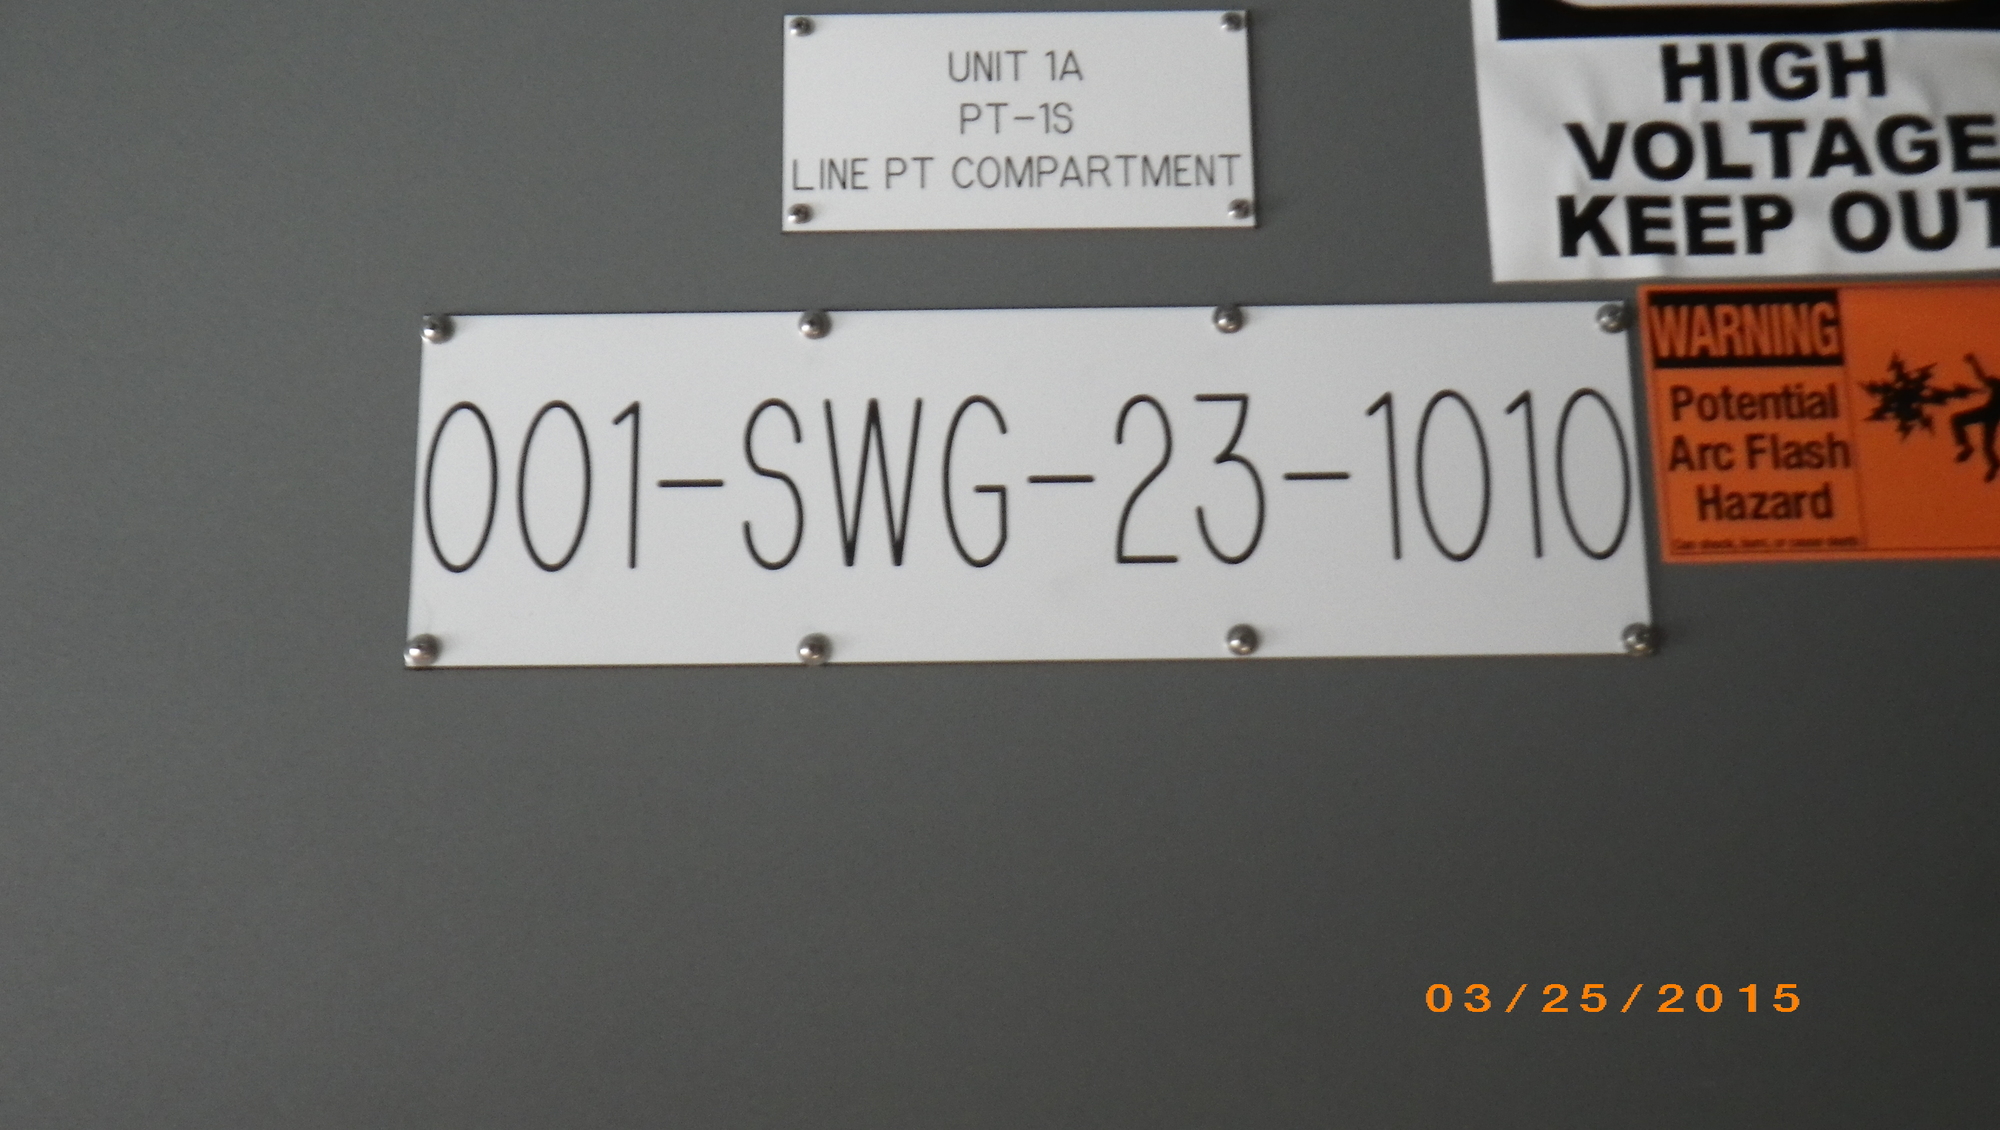 UNIT 1A
PT-1S
LINE PT COMPARTMENT
HIGH
VOLTAGE
KEEP OUT
001-SWG-23-1010
WARNING
Potential
Arc Flash
Hazard
03/25/2015